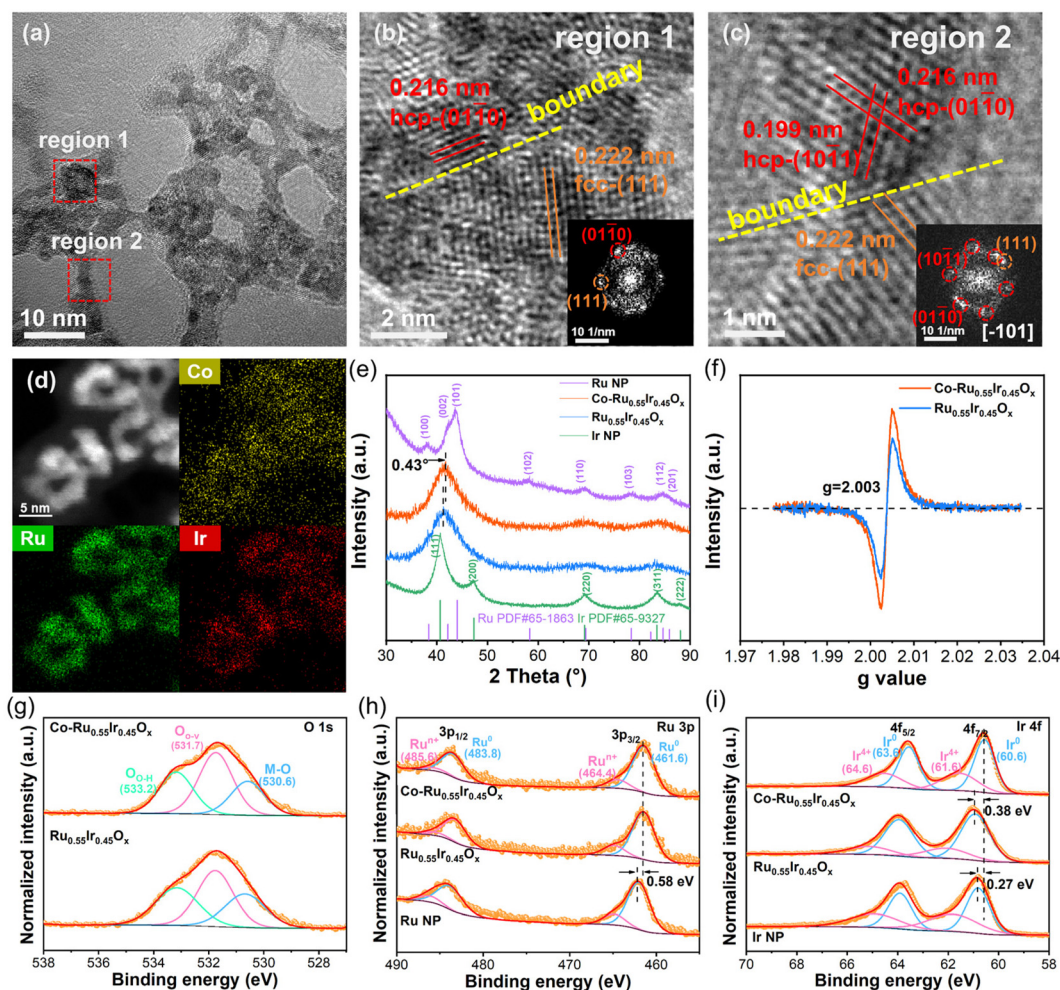 (a)
region 1
region 2
10 nm
(b)
region 1
0.216 nm
hcp-(011̅0)
boundary
0.222 nm
fcc-(111)
(011̅0)
(111)
2 nm
10 1/nm
(c)
region 2
0.216 nm
hcp-(011̅0)
0.199 nm
hcp-(101̅1)
boundary
0.222 nm
fcc-(111)
(111)
(101̅1)
(011̅0)
1 nm
10 1/nm
[-101]
(d)
Co
5 nm
Ru
Ir
(e)
Ru NP
Co-Ru₀.₅₅Ir₀.₄₅Oₓ
Ru₀.₅₅Ir₀.₄₅Oₓ
Ir NP
(100)
(002)
(101)
(102)
(110)
(103)
(112)
(201)
0.43°
(111)
(200)
(220)
(311)
(222)
Ru PDF#65-1863 Ir PDF#65-9327
Intensity (a.u.)
30 40 50 60 70 80 90
2 Theta (°)
(f)
Co-Ru₀.₅₅Ir₀.₄₅Oₓ
Ru₀.₅₅Ir₀.₄₅Oₓ
g=2.003
Intensity (a.u.)
1.97 1.98 1.99 2.00 2.01 2.02 2.03 2.04
g value
(g)
Co-Ru₀.₅₅Ir₀.₄₅Oₓ
O 1s
O_O-V
(531.7)
O_O-H
(533.2)
M-O
(530.6)
Ru₀.₅₅Ir₀.₄₅Oₓ
Normalized intensity (a.u.)
538 536 534 532 530 528
Binding energy (eV)
(h)
Ru 3p
3p₁/₂
3p₃/₂
Ruⁿ⁺
(485.6)
Ru⁰
(483.8)
Ruⁿ⁺
(464.4)
Ru⁰
(461.6)
Co-Ru₀.₅₅Ir₀.₄₅Oₓ
Ru₀.₅₅Ir₀.₄₅Oₓ
0.58 eV
Ru NP
Normalized intensity (a.u.)
490 480 470 460
Binding energy (eV)
(i)
Ir 4f
4f₅/₂
4f₇/₂
Ir⁴⁺
(64.6)
Ir⁰
(63.6)
Ir⁴⁺
(61.6)
Ir⁰
(60.6)
Co-Ru₀.₅₅Ir₀.₄₅Oₓ
0.38 eV
Ru₀.₅₅Ir₀.₄₅Oₓ
0.27 eV
Ir NP
Normalized intensity (a.u.)
70 68 66 64 62 60 58
Binding energy (eV)